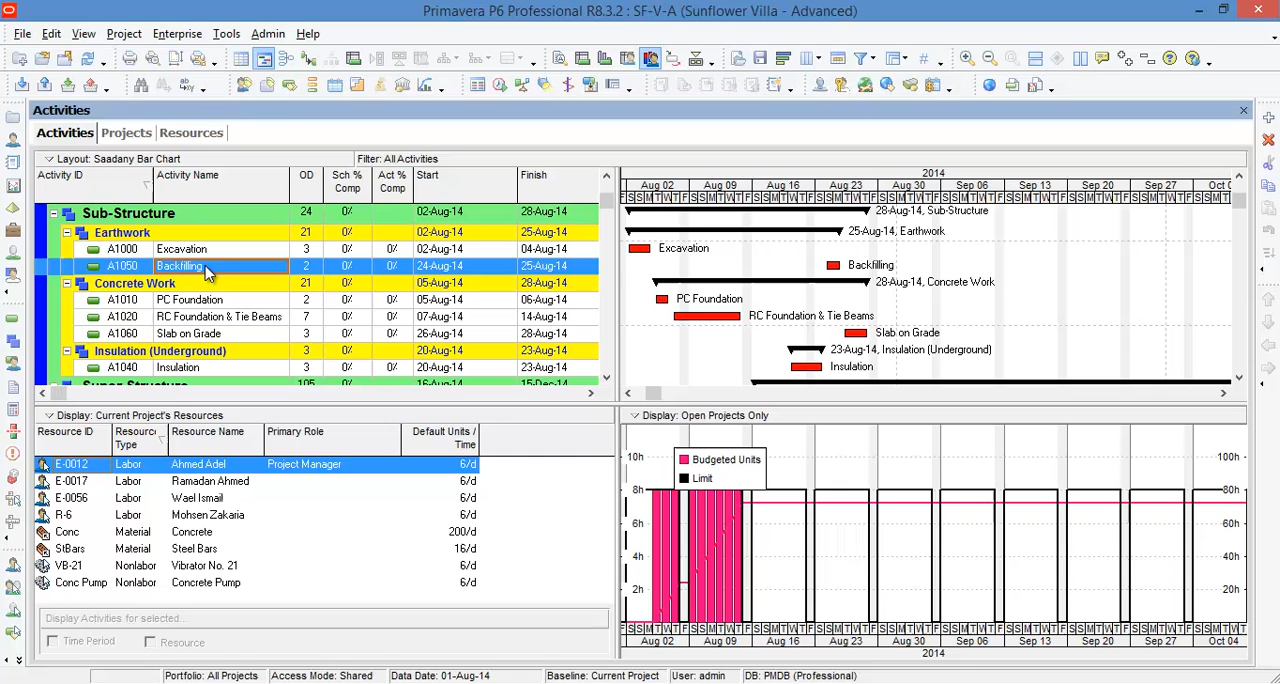 Primavera P6 Professional R8.3.2 : SF-V-A (Sunflower Villa - Advanced)
File Edit View Project Enterprise Tools Admin Help
Activities
Activities Projects Resources
Layout: Saadany Bar Chart Filter: All Activities
Activity ID Activity Name OD Sch % Comp Act % Comp Start Finish
Sub-Structure 24 0% 02-Aug-14 28-Aug-14
Earthwork 21 0% 02-Aug-14 25-Aug-14
A1000 Excavation 3 0% 0% 02-Aug-14 04-Aug-14
A1050 Backfilling 2 0% 0% 24-Aug-14 25-Aug-14
Concrete Work 21 0% 05-Aug-14 28-Aug-14
A1010 PC Foundation 2 0% 0% 05-Aug-14 06-Aug-14
A1020 RC Foundation & Tie Beams 7 0% 0% 07-Aug-14 14-Aug-14
A1060 Slab on Grade 3 0% 0% 26-Aug-14 28-Aug-14
Insulation (Underground) 3 0% 20-Aug-14 23-Aug-14
A1040 Insulation 3 0% 0% 20-Aug-14 23-Aug-14
Super-Structure 105 0% 16-Aug-14 15-Dec-14
2014
Aug 02 Aug 09 Aug 16 Aug 23 Aug 30 Sep 06 Sep 13 Sep 20 Sep 27 Oct 0
28-Aug-14, Sub-Structure
25-Aug-14, Earthwork
Excavation
Backfilling
28-Aug-14, Concrete Work
PC Foundation
RC Foundation & Tie Beams
Slab on Grade
23-Aug-14, Insulation (Underground)
Insulation
Display: Current Project's Resources
Resource ID Resource Type Resource Name Primary Role Default Units / Time
E-0012 Labor Ahmed Adel Project Manager 6/d
E-0017 Labor Ramadan Ahmed 6/d
E-0056 Labor Wael Ismail 6/d
R-6 Labor Mohsen Zakaria 6/d
Conc Material Concrete 200/d
StBars Material Steel Bars 16/d
VB-21 Nonlabor Vibrator No. 21 6/d
Conc Pump Nonlabor Concrete Pump 6/d
Display Activities for selected...
Time Period Resource
Display: Open Projects Only
Budgeted Units
Limit
10h
8h
6h
4h
2h
80h
60h
40h
20h
Aug 02 Aug 09 Aug 16 Aug 23 Aug 30 Sep 06 Sep 13 Sep 20 Sep 27 Oct 04
2014
Portfolio: All Projects Access Mode: Shared Data Date: 01-Aug-14 Baseline: Current Project User: admin DB: PMDB (Professional)